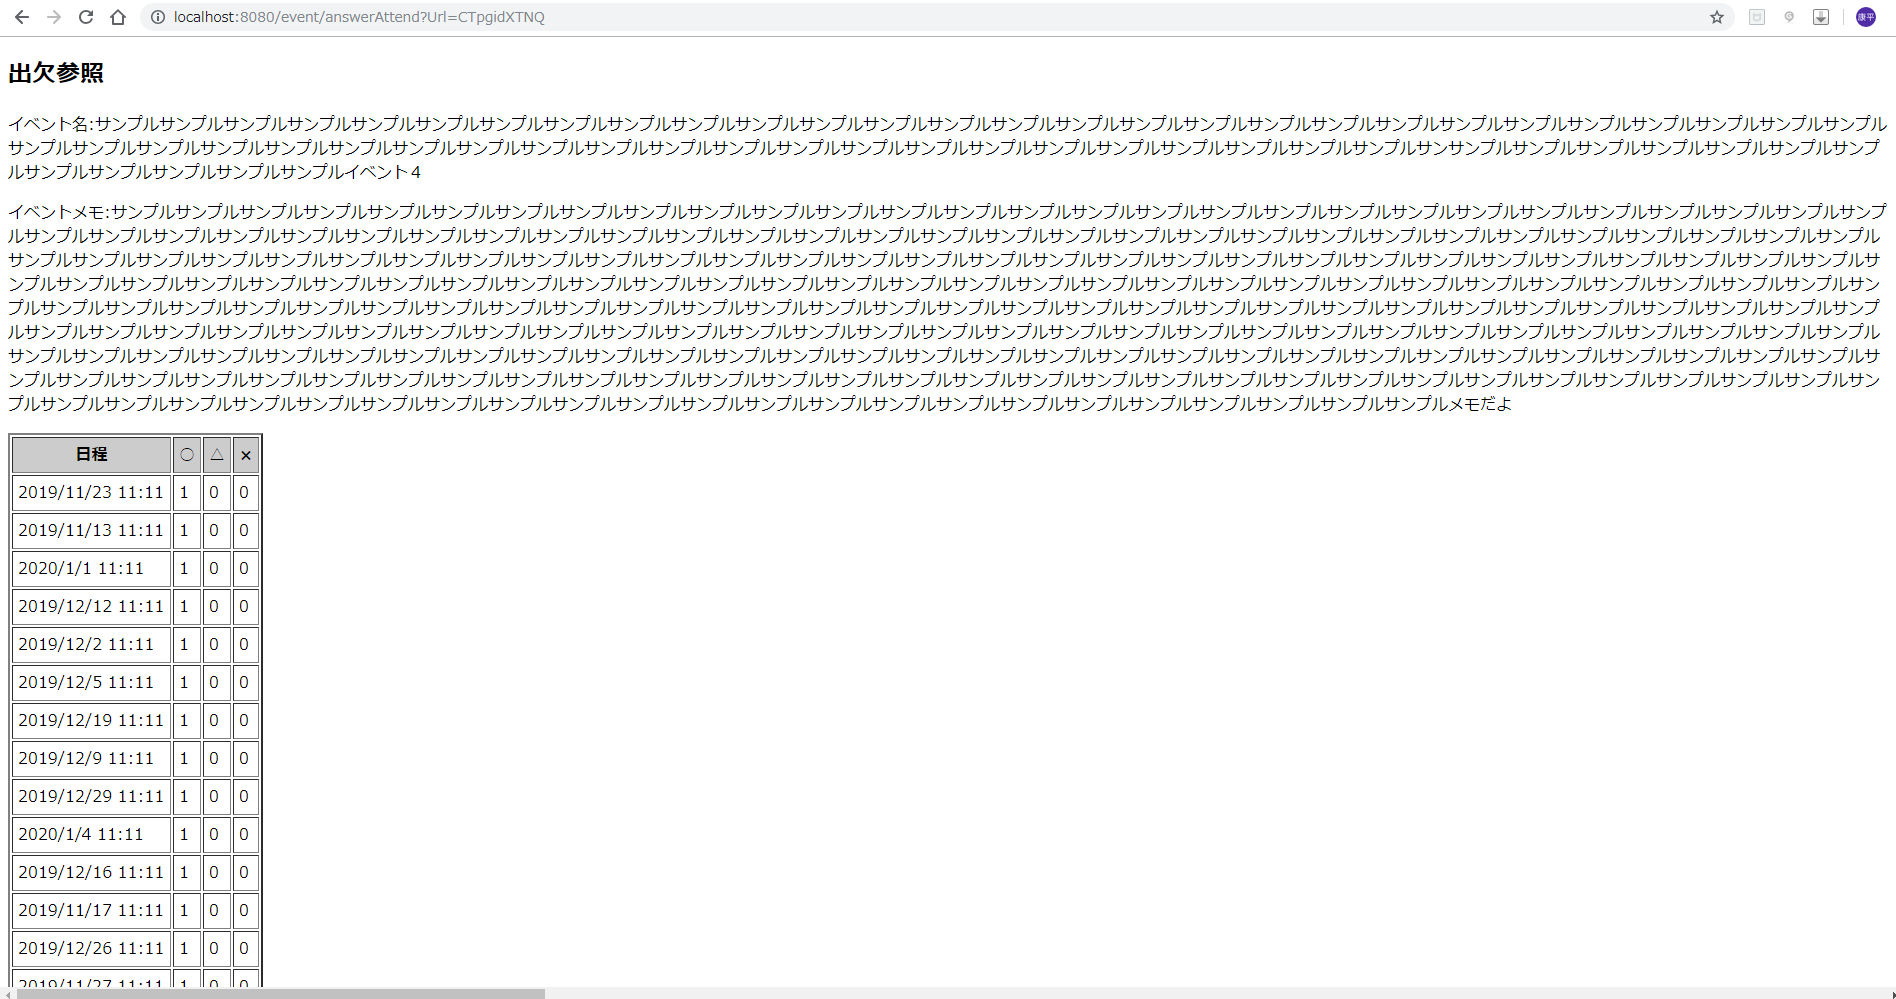 localhost:8080/event/answerAttend?Url=CTpgidXTNQ
康平
出欠参照
イベント名:サンプルサンプルサンプルサンプルサンプルサンプルサンプルサンプルサンプルサンプルサンプルサンプルサンプルサンプルサンプルサンプルサンプルサンプルサンプルサンプルサンプルサンプルサンプルサンプルサンプルサンプルサンプルサンプル
サンプルサンプルサンプルサンプルサンプルサンプルサンプルサンプルサンプルサンプルサンプルサンプルサンプルサンプルサンプルサンプルサンプルサンプルサンプルサンプルサンプルサンプルサンサンプルサンプルサンプルサンプルサンプルサンプルサンプ
ルサンプルサンプルサンプルサンプルサンプルイベント４
イベントメモ:サンプルサンプルサンプルサンプルサンプルサンプルサンプルサンプルサンプルサンプルサンプルサンプルサンプルサンプルサンプルサンプルサンプルサンプルサンプルサンプルサンプルサンプルサンプルサンプルサンプルサンプルサンプルサンプ
ルサンプルサンプルサンプルサンプルサンプルサンプルサンプルサンプルサンプルサンプルサンプルサンプルサンプルサンプルサンプルサンプルサンプルサンプルサンプルサンプルサンプルサンプルサンプルサンプルサンプルサンプルサンプルサンプルサンプル
サンプルサンプルサンプルサンプルサンプルサンプルサンプルサンプルサンプルサンプルサンプルサンプルサンプルサンプルサンプルサンプルサンプルサンプルサンプルサンプルサンプルサンプルサンプルサンプルサンプルサンプルサンプルサンプルサンプルサ
ンプルサンプルサンプルサンプルサンプルサンプルサンプルサンプルサンプルサンプルサンプルサンプルサンプルサンプルサンプルサンプルサンプルサンプルサンプルサンプルサンプルサンプルサンプルサンプルサンプルサンプルサンプルサンプルサンプルサン
プルサンプルサンプルサンプルサンプルサンプルサンプルサンプルサンプルサンプルサンプルサンプルサンプルサンプルサンプルサンプルサンプルサンプルサンプルサンプルサンプルサンプルサンプルサンプルサンプルサンプルサンプルサンプルサンプルサンプ
ルサンプルサンプルサンプルサンプルサンプルサンプルサンプルサンプルサンプルサンプルサンプルサンプルサンプルサンプルサンプルサンプルサンプルサンプルサンプルサンプルサンプルサンプルサンプルサンプルサンプルサンプルサンプルサンプルサンプル
サンプルサンプルサンプルサンプルサンプルサンプルサンプルサンプルサンプルサンプルサンプルサンプルサンプルサンプルサンプルサンプルサンプルサンプルサンプルサンプルサンプルサンプルサンプルサンプルサンプルサンプルサンプルサンプルサンプルサ
ンプルサンプルサンプルサンプルサンプルサンプルサンプルサンプルサンプルサンプルサンプルサンプルサンプルサンプルサンプルサンプルサンプルサンプルサンプルサンプルサンプルサンプルサンプルサンプルサンプルサンプルサンプルサンプルサンプルサン
プルサンプルサンプルサンプルサンプルサンプルサンプルサンプルサンプルサンプルサンプルサンプルサンプルサンプルサンプルサンプルサンプルサンプルサンプルサンプルサンプルサンプルサンプルメモだよ
日程 〇 △ ×
2019/11/23 11:11 1 0 0
2019/11/13 11:11 1 0 0
2020/1/1 11:11 1 0 0
2019/12/12 11:11 1 0 0
2019/12/2 11:11 1 0 0
2019/12/5 11:11 1 0 0
2019/12/19 11:11 1 0 0
2019/12/9 11:11 1 0 0
2019/12/29 11:11 1 0 0
2020/1/4 11:11 1 0 0
2019/12/16 11:11 1 0 0
2019/11/17 11:11 1 0 0
2019/12/26 11:11 1 0 0
2019/11/27 11:11 1 0 0